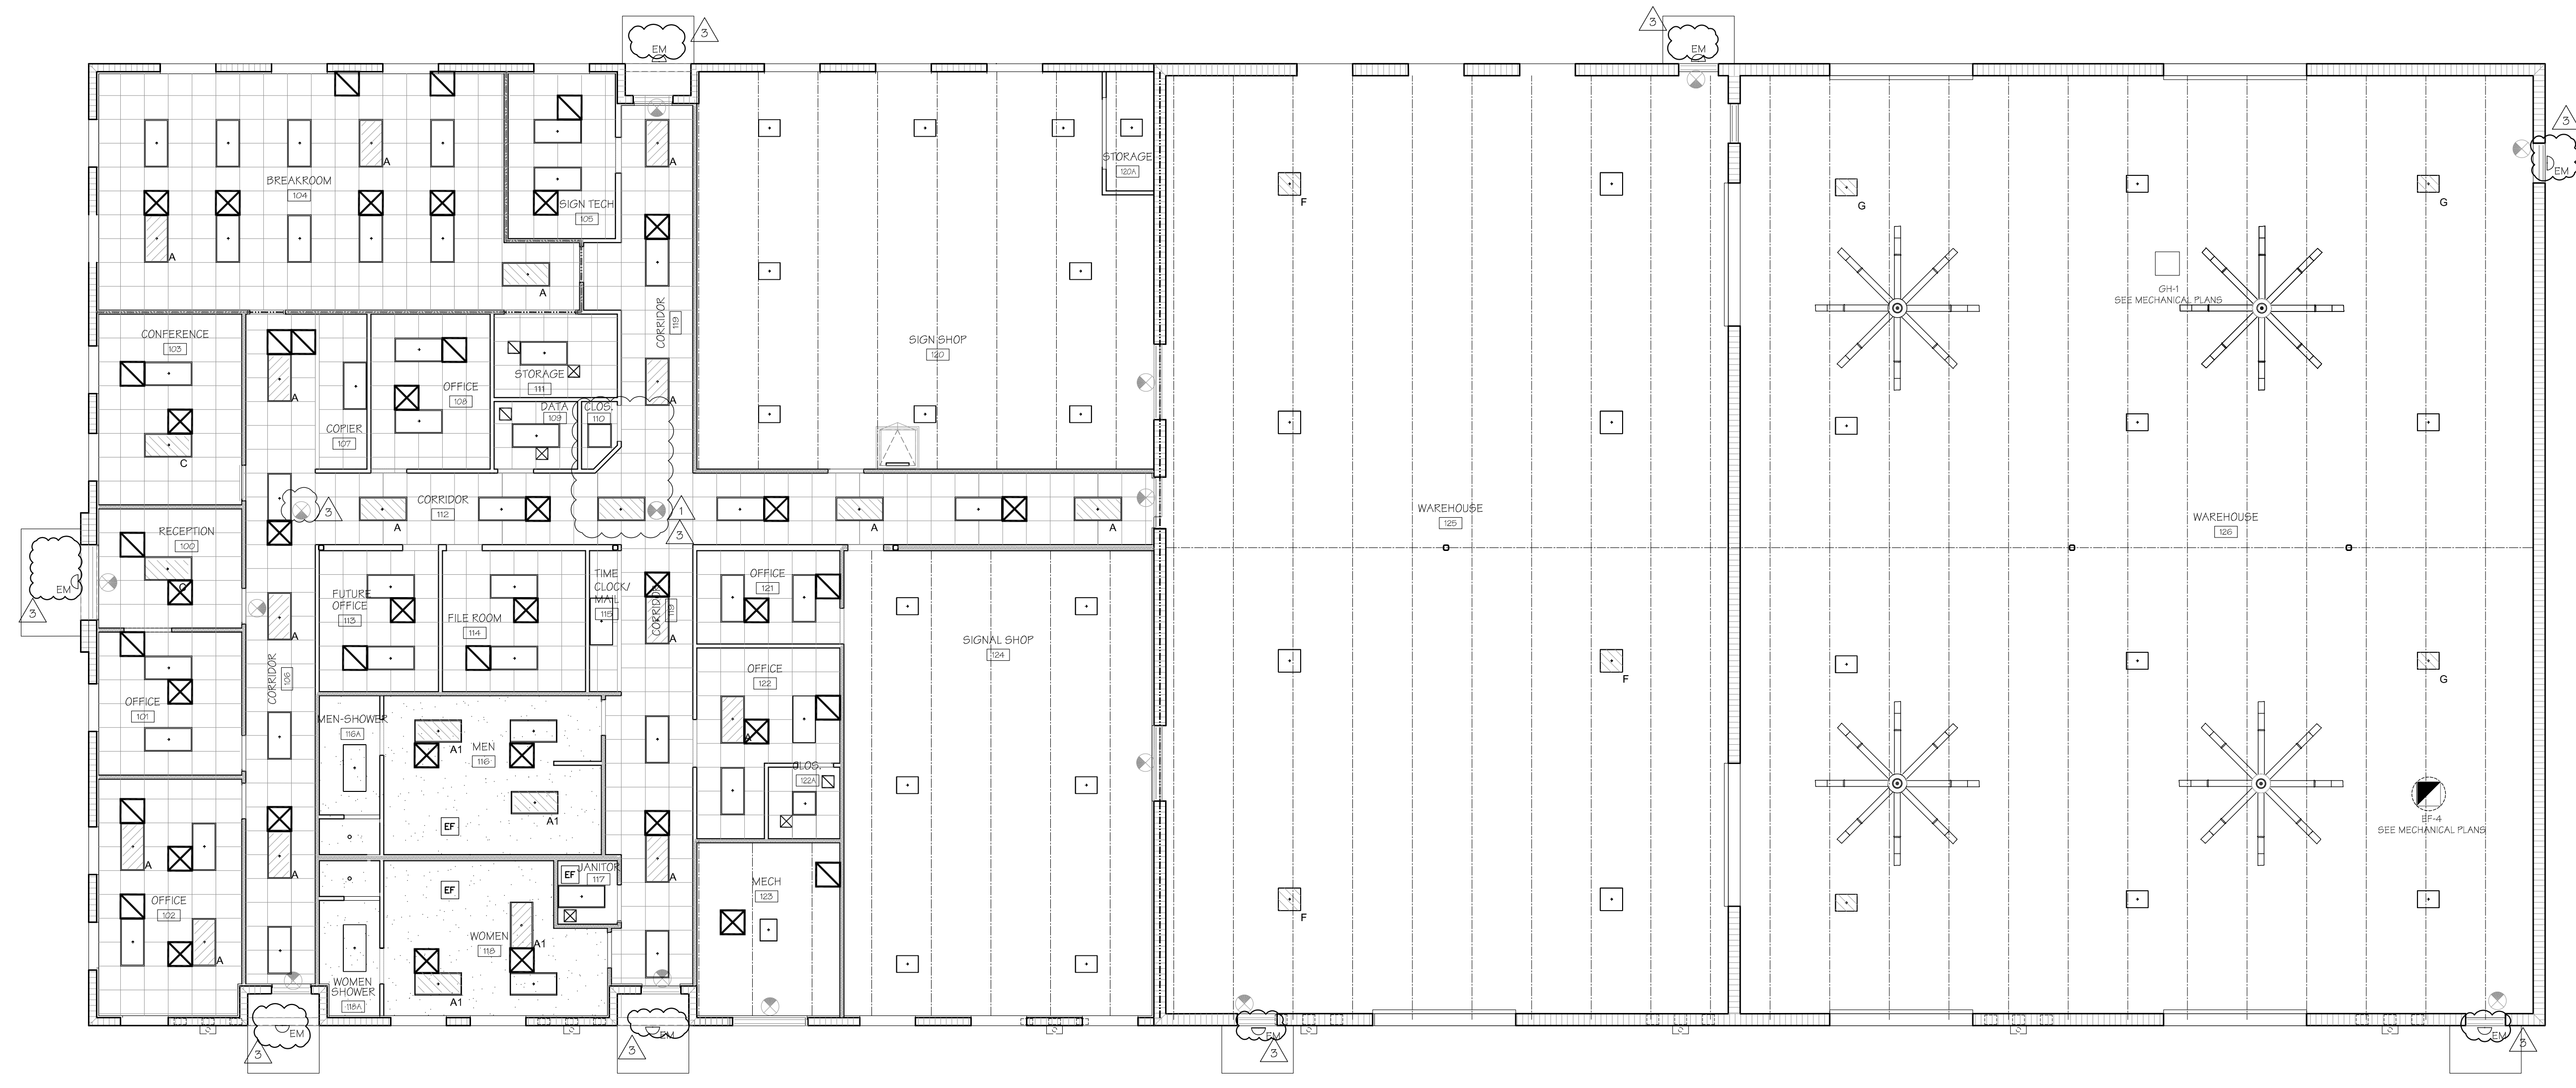 EM
3
EM
3
3
EM
BREAKROOM
104
A
A
A
SIGN TECH
105
A
STORAGE
120A
F
G
G
CORRIDOR
119
SIGN SHOP
120
GH-1
SEE MECHANICAL PLANS
CONFERENCE
103
C
A
COPIER
107
OFFICE
108
STORAGE
111
DATA
109
CLOS.
110
A
CORRIDOR
112
3
A
1
3
A
A
WAREHOUSE
125
WAREHOUSE
126
RECEPTION
100
C
EM
3
A
FUTURE
OFFICE
113
FILE ROOM
114
TIME
CLOCK/
MAIL
115
CORRIDOR
119
A
OFFICE
121
SIGNAL SHOP
124
F
G
OFFICE
101
CORRIDOR
106
MEN-SHOWER
116A
MEN
116
A1
A1
EF
OFFICE
122
A
CLOS.
122A
EF-4
SEE MECHANICAL PLANS
A
OFFICE
102
A
A
EF
EF
JANITOR
117
A
MECH
123
F
WOMEN
118
A1
A1
WOMEN
SHOWER
118A
S
EM
3
S
EM
3
S
EM
3
S
S
S
S
EM
3